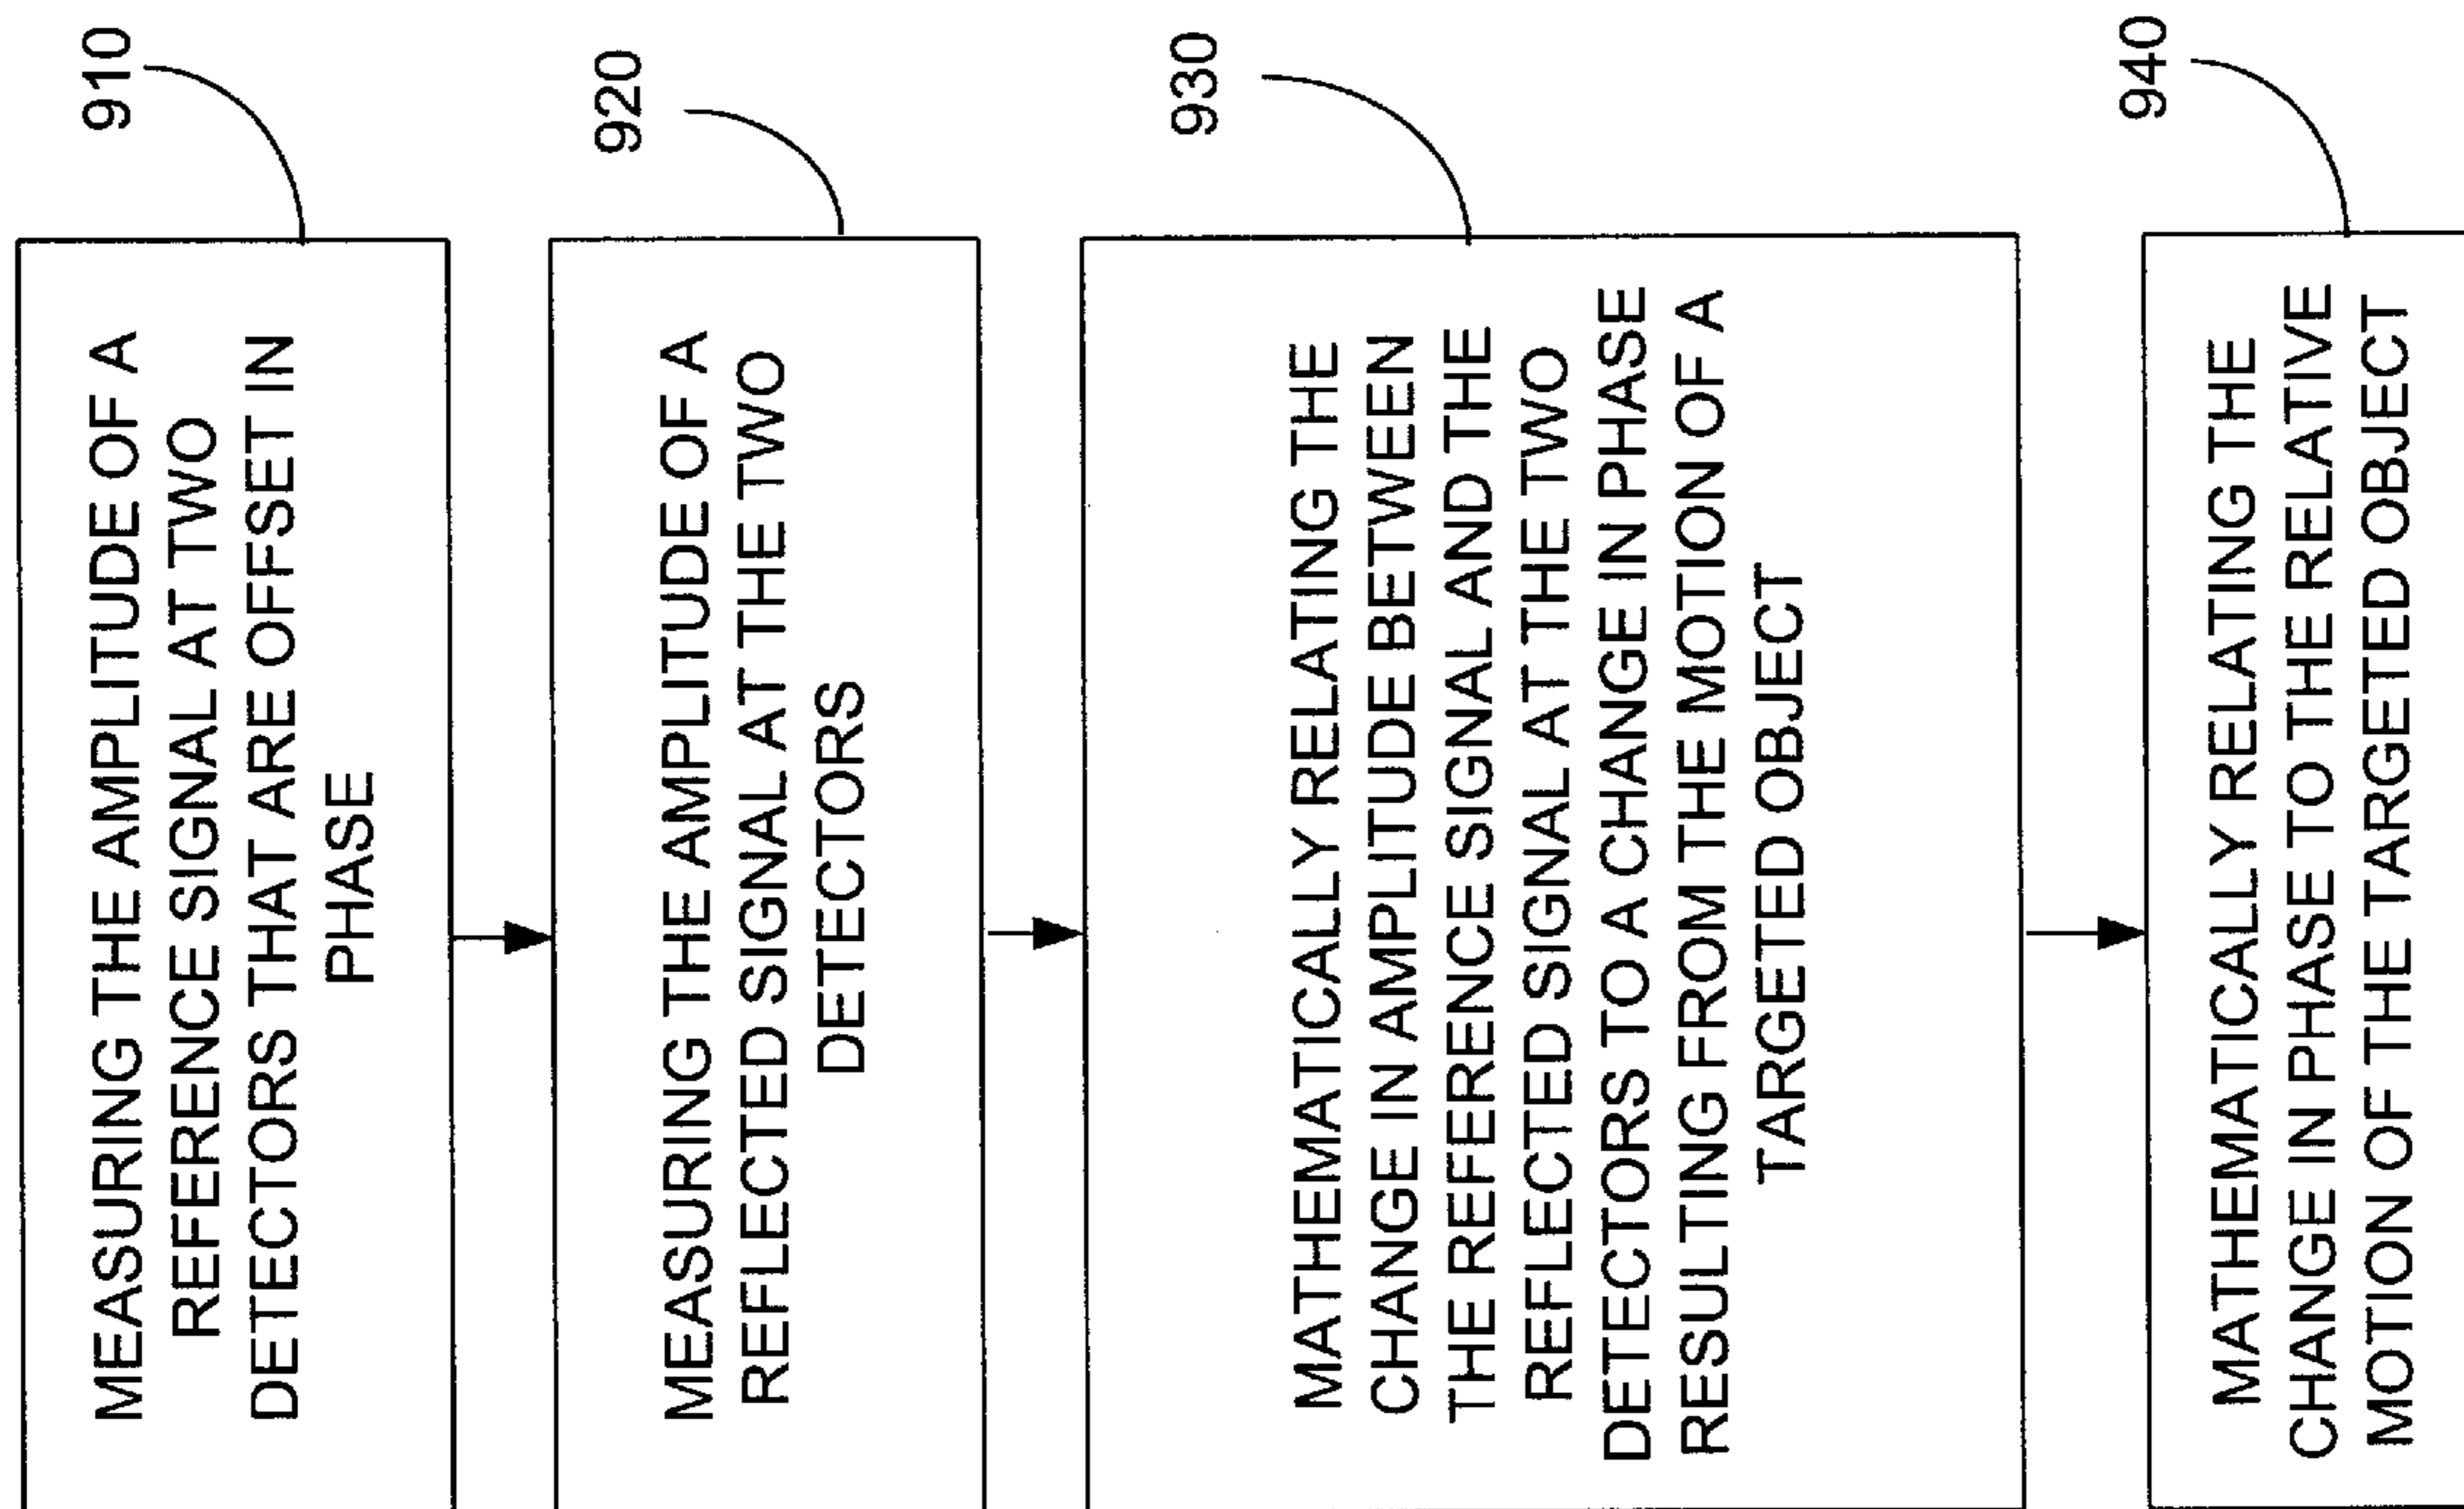 910
MEASURING THE AMPLITUDE OF A
REFERENCE SIGNAL AT TWO
DETECTORS THAT ARE OFFSET IN
PHASE
920
MEASURING THE AMPLITUDE OF A
REFLECTED SIGNAL AT THE TWO
DETECTORS
930
MATHEMATICALLY RELATING THE
CHANGE IN AMPLITUDE BETWEEN
THE REFERENCE SIGNAL AND THE
REFLECTED SIGNAL AT THE TWO
DETECTORS TO A CHANGE IN PHASE
RESULTING FROM THE MOTION OF A
TARGETED OBJECT
940
MATHEMATICALLY RELATING THE
CHANGE IN PHASE TO THE RELATIVE
MOTION OF THE TARGETED OBJECT